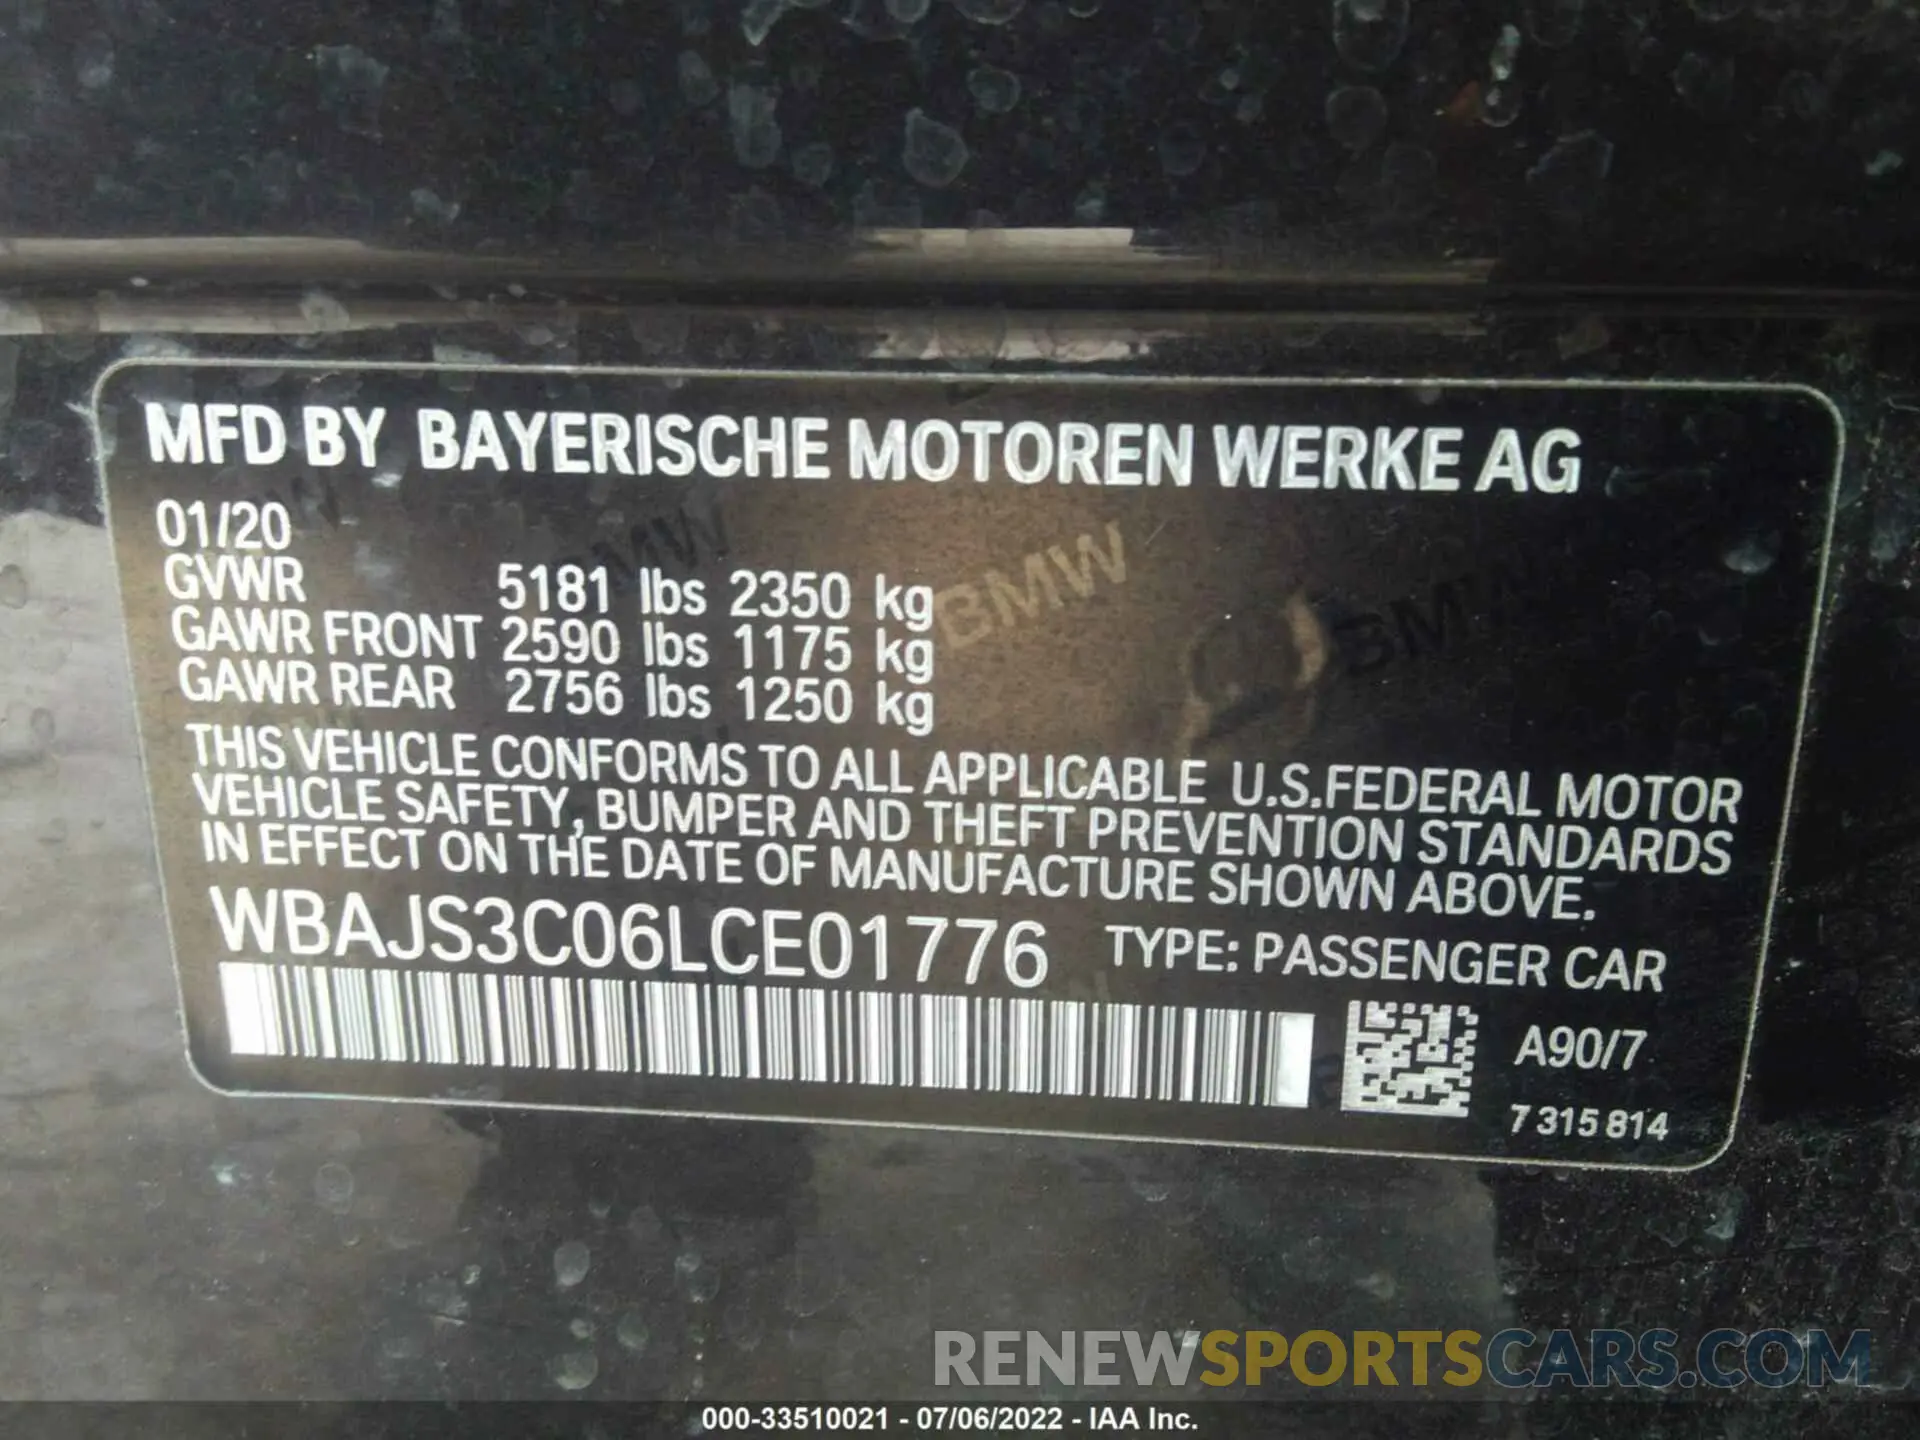 MFD BY BAYERISCHE MOTOREN WERKE AG
01/20
GVWR 5181 lbs 2350 kg
GAWR FRONT 2590 lbs 1175 kg
GAWR REAR 2756 lbs 1250 kg
THIS VEHICLE CONFORMS TO ALL APPLICABLE U.S.FEDERAL MOTOR
VEHICLE SAFETY, BUMPER AND THEFT PREVENTION STANDARDS
IN EFFECT ON THE DATE OF MANUFACTURE SHOWN ABOVE.
WBAJS3C06LCE01776 TYPE: PASSENGER CAR
A90/7
7 315 814
BMW
BMW
BMW
RENEWSPORTSCARS.COM
000-33510021 - 07/06/2022 - IAA Inc.